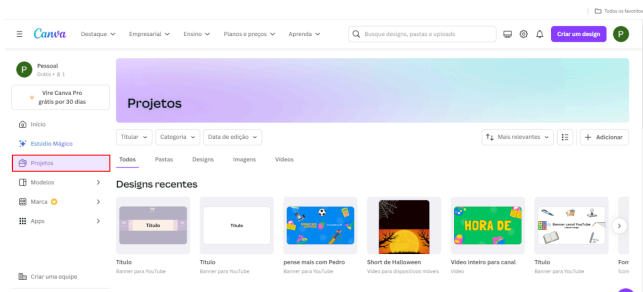 Todos os favoritos
Canva
Destaque
Empresarial
Ensino
Planos e preços
Aprenda
Busque designs, pastas e uploads
Criar um design
P
P
Pessoal
Grátis • 1
Vire Canva Pro
grátis por 30 dias
Projetos
Início
Estúdio Mágico
Projetos
Modelos
Marca
Apps
Criar uma equipe
Titular
Categoria
Data de edição
Mais relevantes
Adicionar
Todos
Pastas
Designs
Imagens
Vídeos
Designs recentes
Título
Título
HORA DE
Banner canal YouTube
Título
Banner para YouTube
Título
Banner para YouTube
pense mais com Pedro
Banner para YouTube
Short de Halloween
Vídeo para dispositivos móveis
Vídeo inteiro para canal
Vídeo
Título
Banner para YouTube